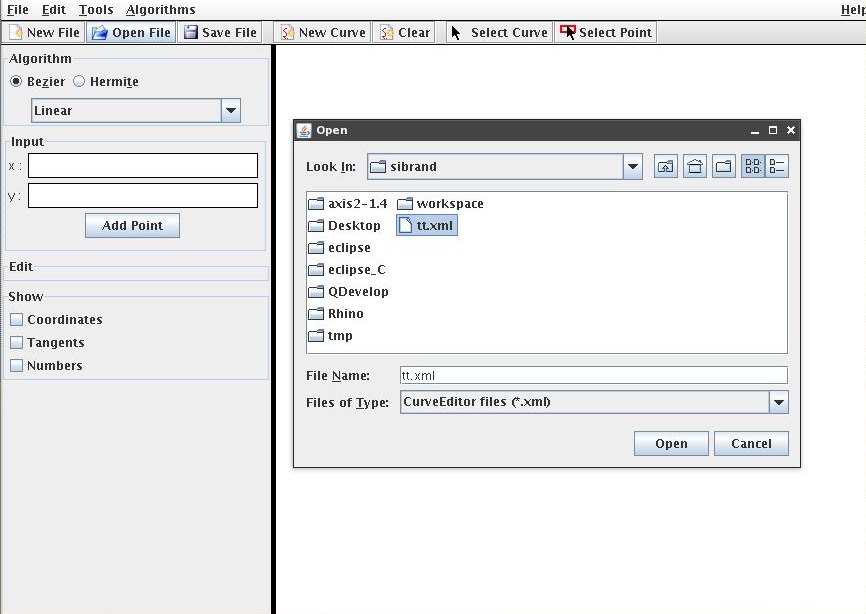 File Edit Tools Algorithms Help
New File Open File Save File New Curve Clear Select Curve Select Point
Algorithm
Bezier Hermite
Linear
Input
x :
y :
Add Point
Edit
Show
Coordinates
Tangents
Numbers
Open
Look In: sibrand
axis2-1.4 workspace
Desktop tt.xml
eclipse
eclipse_C
QDevelop
Rhino
tmp
File Name: tt.xml
Files of Type: CurveEditor files (*.xml)
Open Cancel